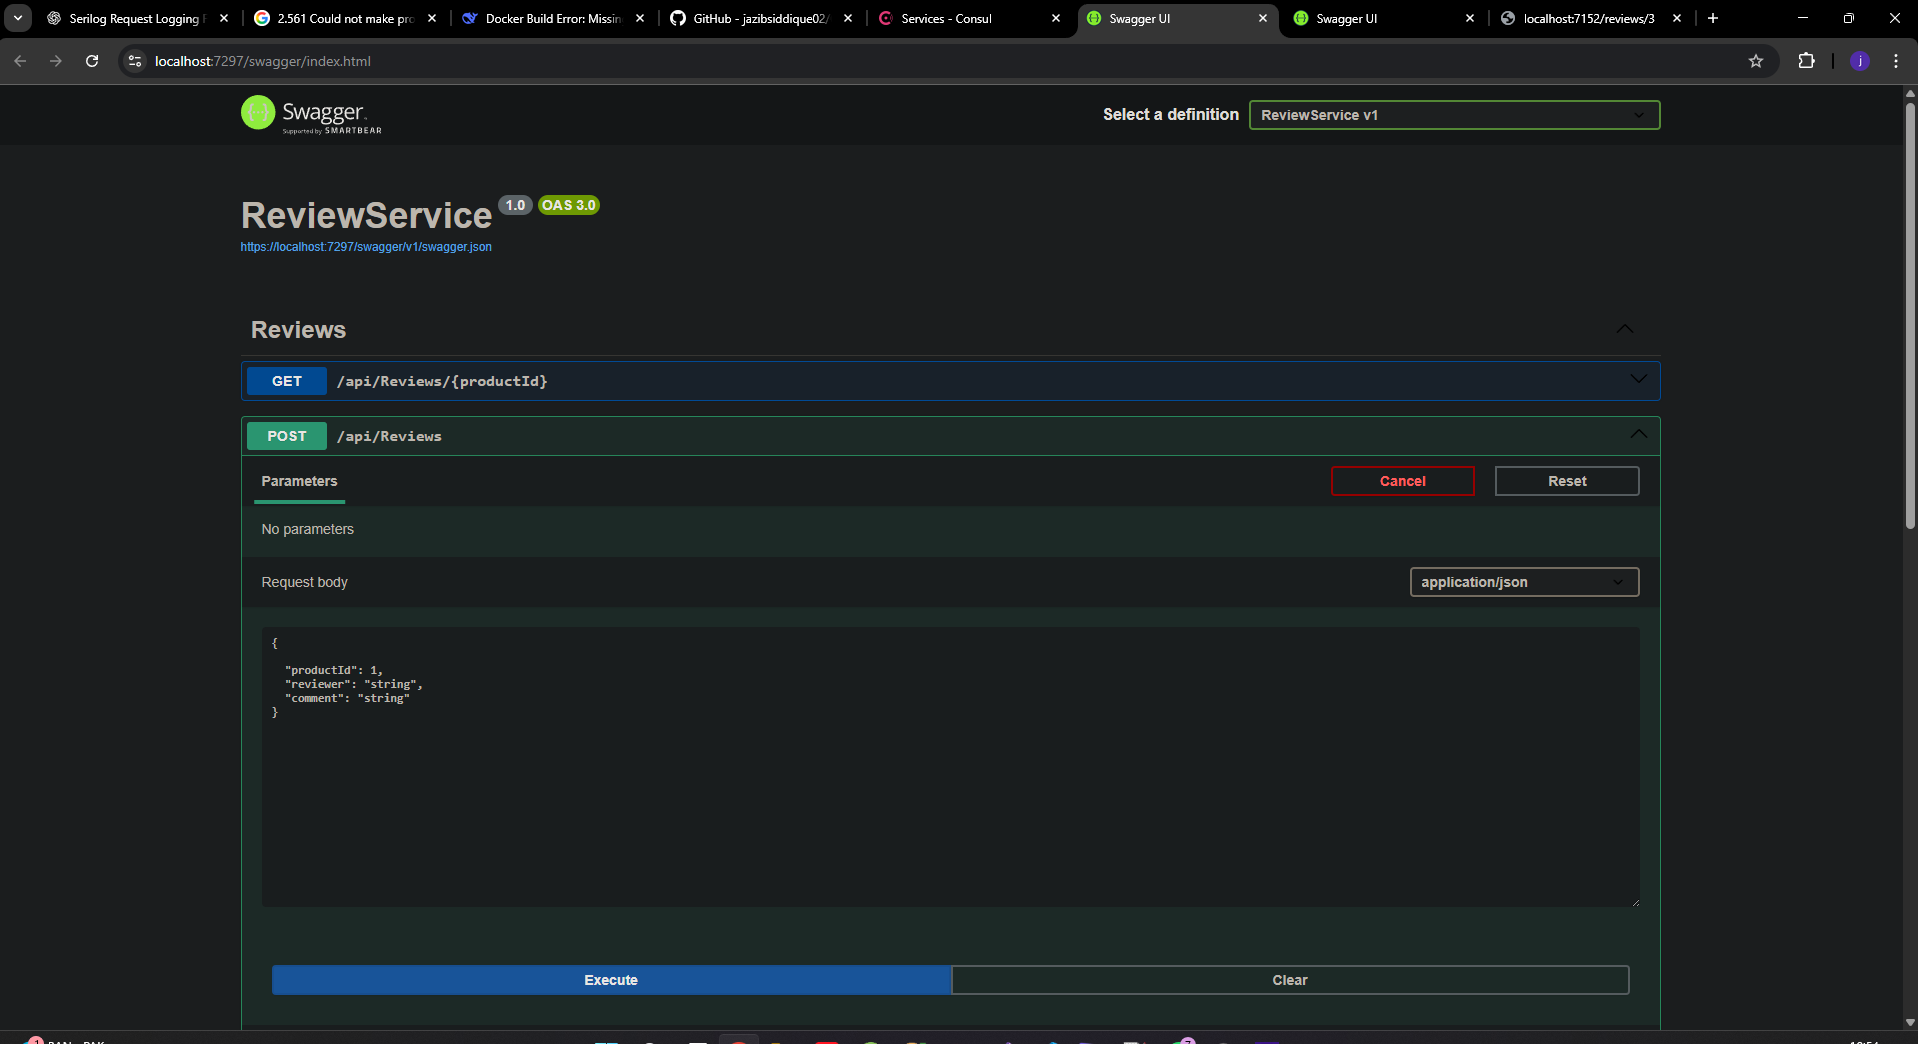 Serilog Request Logging
2.561 Could not make pro
Docker Build Error: Missin
GitHub - jazibsiddique02/
Services - Consul
Swagger UI
Swagger UI
localhost:7152/reviews/3
localhost:7297/swagger/index.html
j
Swagger
Supported by SMARTBEAR
Select a definition
ReviewService v1
ReviewService 1.0 OAS 3.0
https://localhost:7297/swagger/v1/swagger.json
Reviews
GET /api/Reviews/{productId}
POST /api/Reviews
Parameters
Cancel
Reset
No parameters
Request body
application/json
{
"productId": 1,
"reviewer": "string",
"comment": "string"
}
Execute
Clear